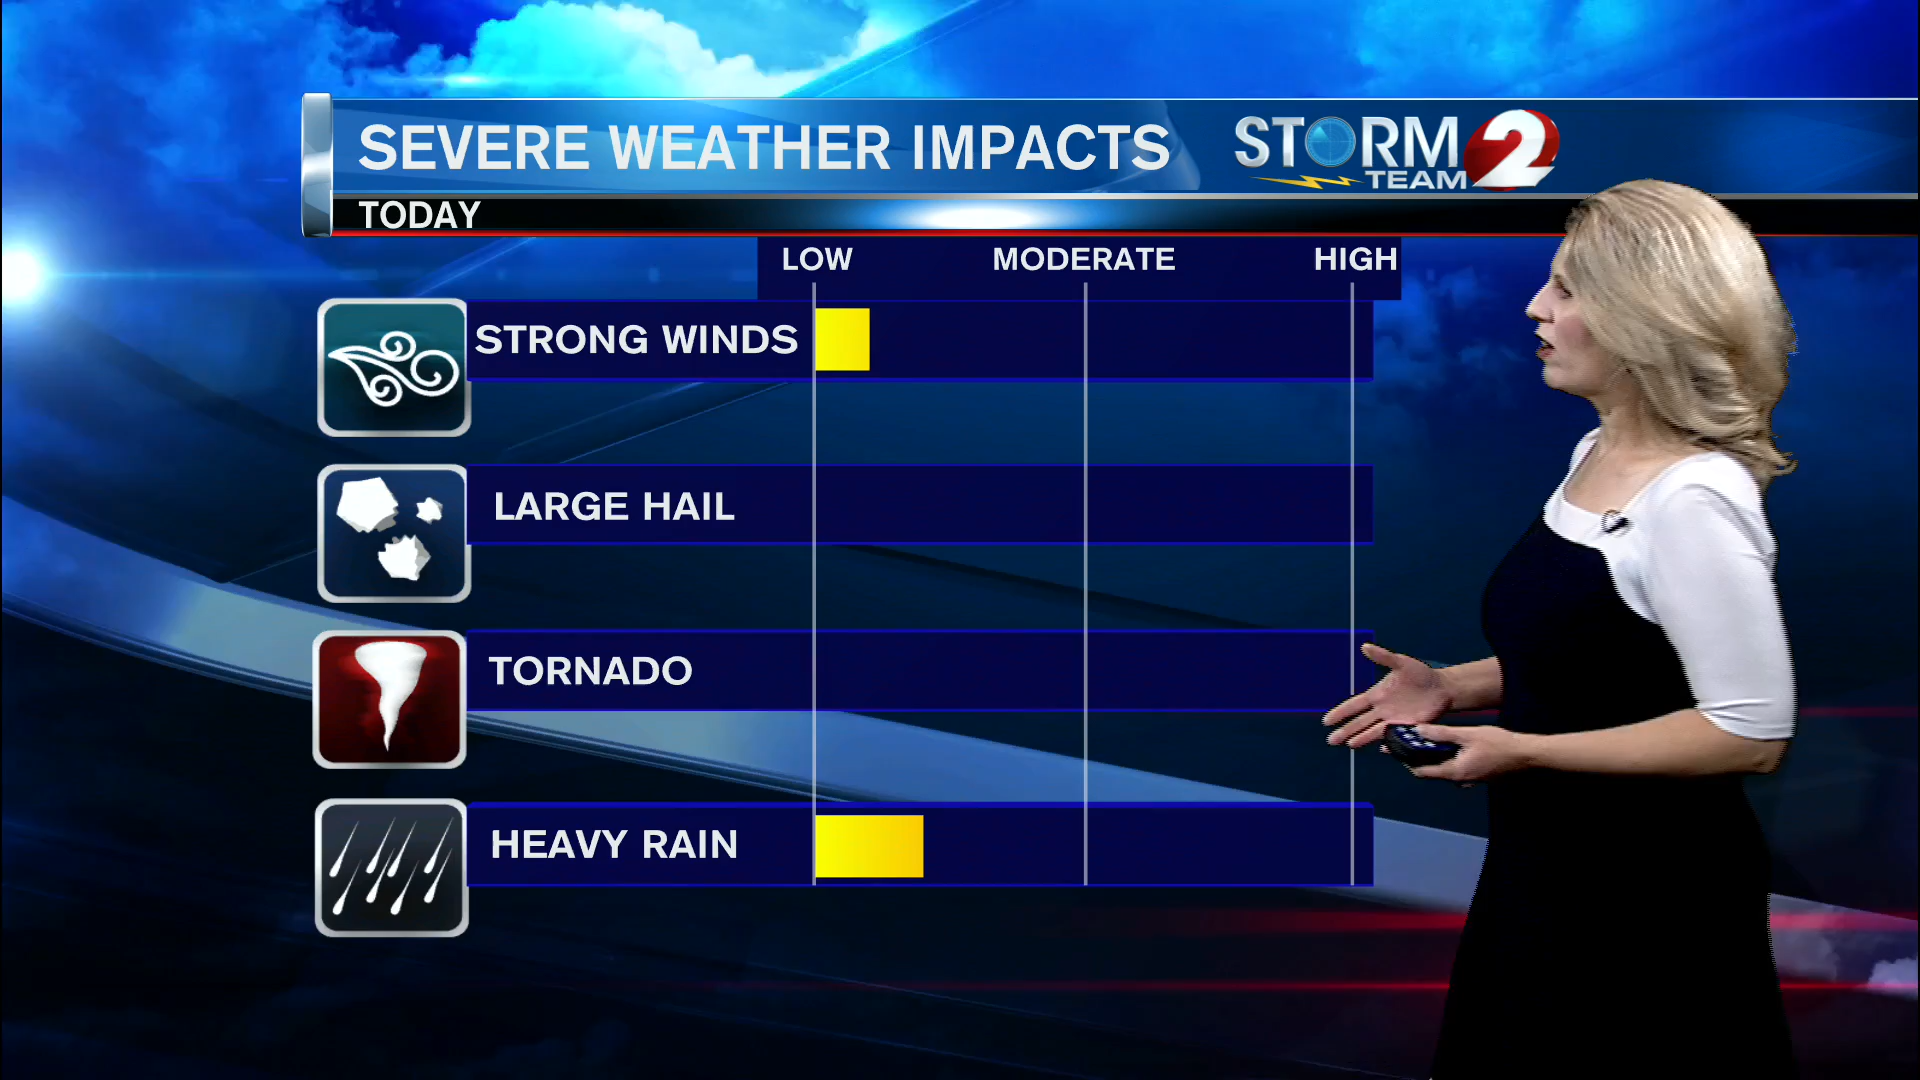 SEVERE WEATHER IMPACTS
STORM
TEAM 2
TODAY
LOW MODERATE HIGH
STRONG WINDS
LARGE HAIL
TORNADO
HEAVY RAIN